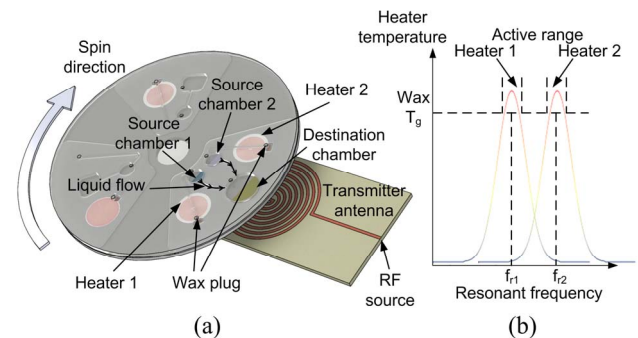 Spin
direction
Source
chamber 2
Heater 2
Source
chamber 1
Destination
chamber
Liquid flow
Transmitter
antenna
Heater 1
Wax plug
RF
source
(a)
Heater
temperature
Active range
Heater 1
Heater 2
Wax
Tg
fr1
fr2
Resonant frequency
(b)